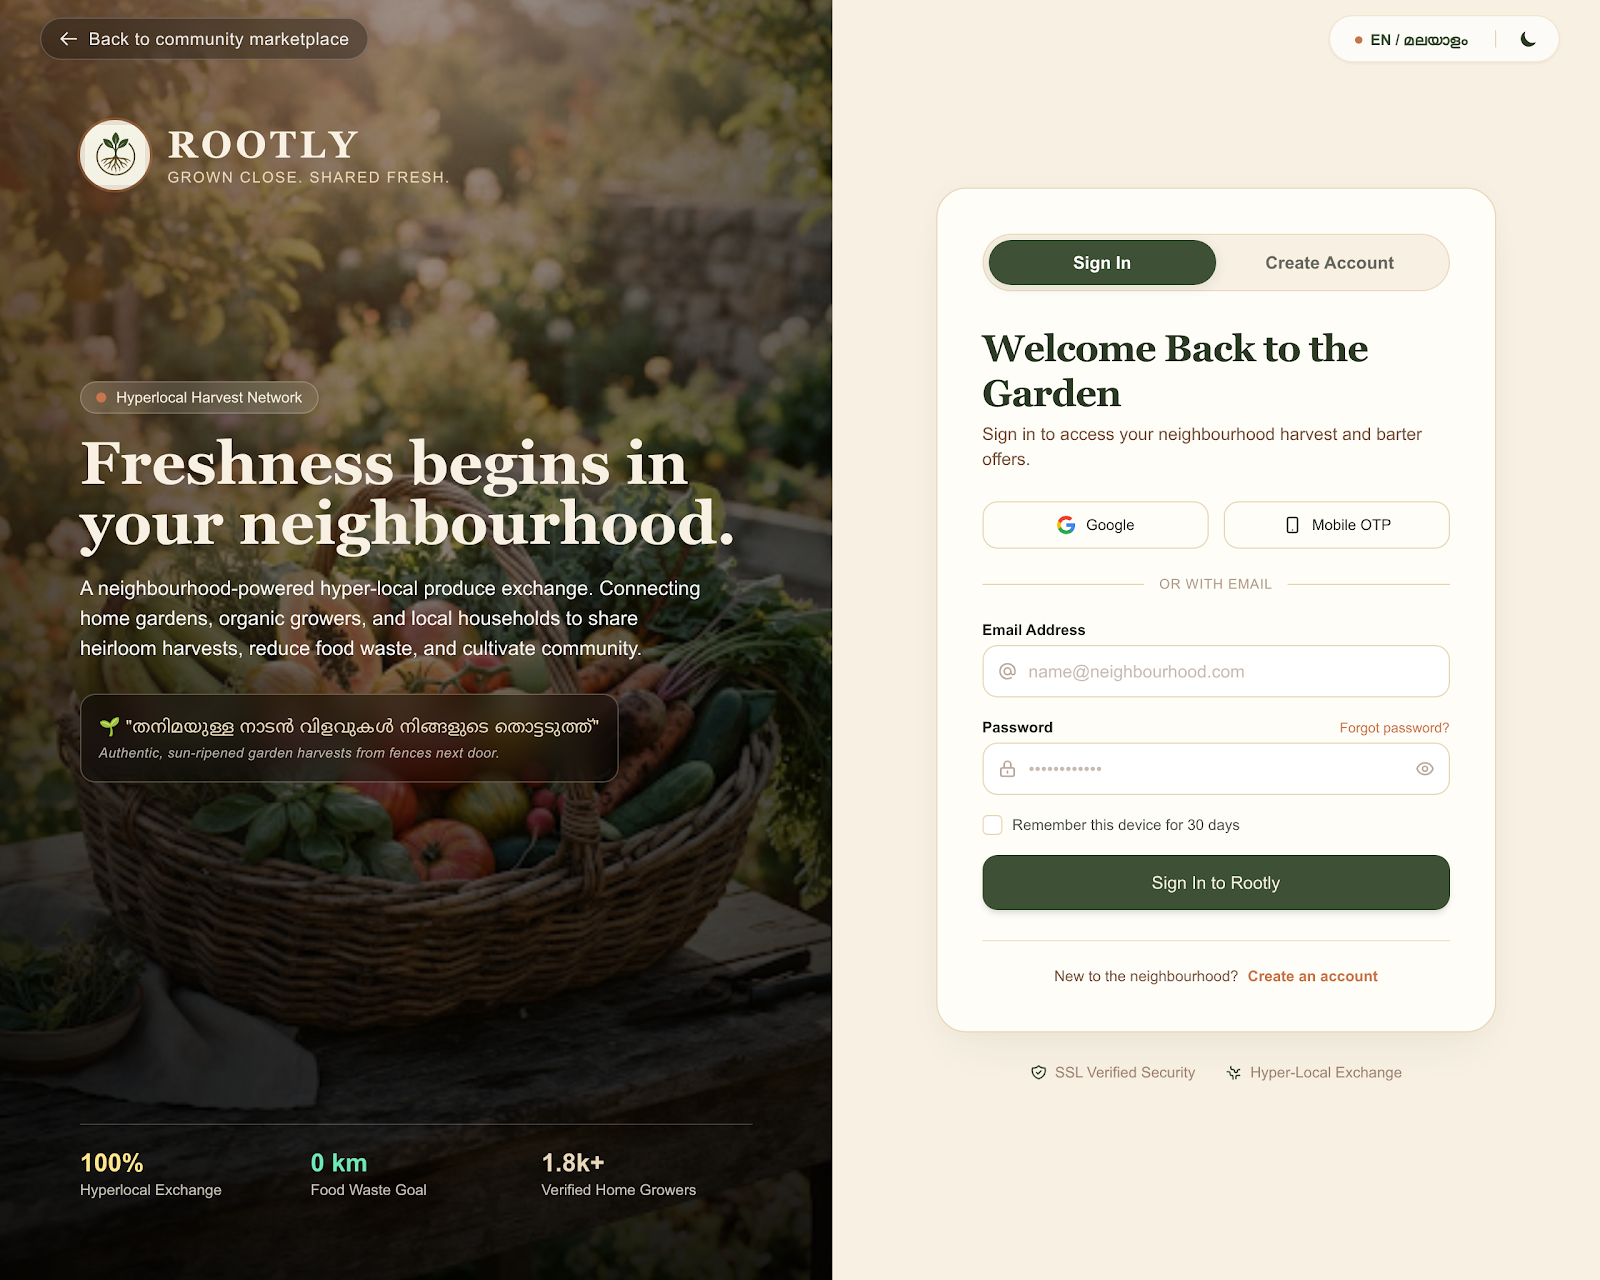 Back to community marketplace
EN / മലയാളം
ROOTLY
GROWN CLOSE. SHARED FRESH.
Hyperlocal Harvest Network
Freshness begins in
your neighbourhood.
A neighbourhood-powered hyper-local produce exchange. Connecting
home gardens, organic growers, and local households to share
heirloom harvests, reduce food waste, and cultivate community.
🌱 "തനിമയുള്ള നാടൻ വിളവുകൾ നിങ്ങളുടെ തൊട്ടടുത്ത്"
Authentic, sun-ripened garden harvests from fences next door.
100%
Hyperlocal Exchange
0 km
Food Waste Goal
1.8k+
Verified Home Growers
Sign In
Create Account
Welcome Back to the
Garden
Sign in to access your neighbourhood harvest and barter
offers.
Google
Mobile OTP
OR WITH EMAIL
Email Address
name@neighbourhood.com
Password
Forgot password?
••••••••••••
Remember this device for 30 days
Sign In to Rootly
New to the neighbourhood? Create an account
SSL Verified Security
Hyper-Local Exchange